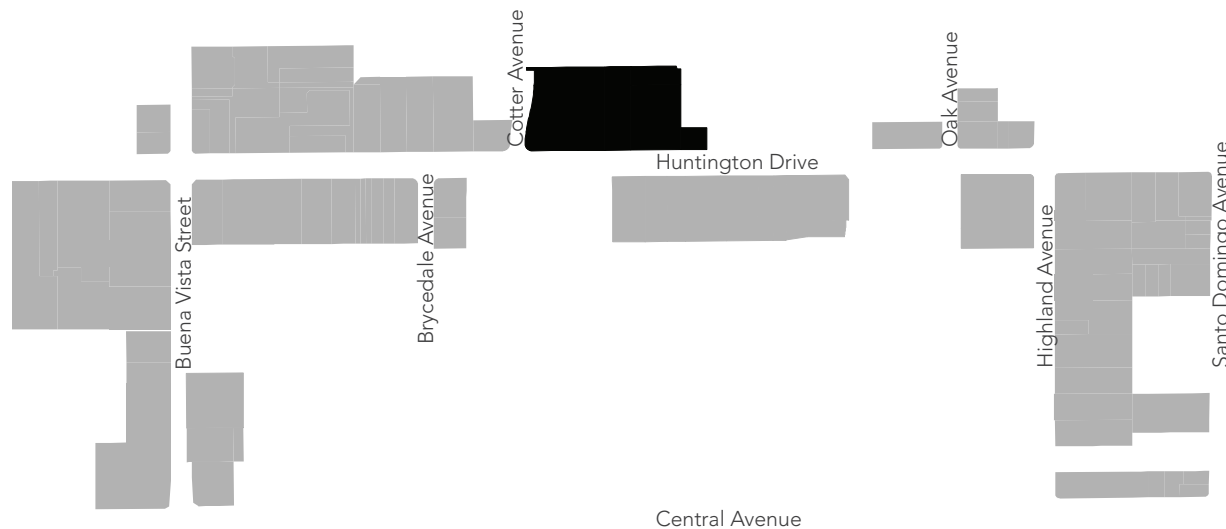 Cotter Avenue
Oak Avenue
Huntington Drive
Buena Vista Street
Brycedale Avenue
Highland Avenue
Santo Domingo Avenue
Central Avenue